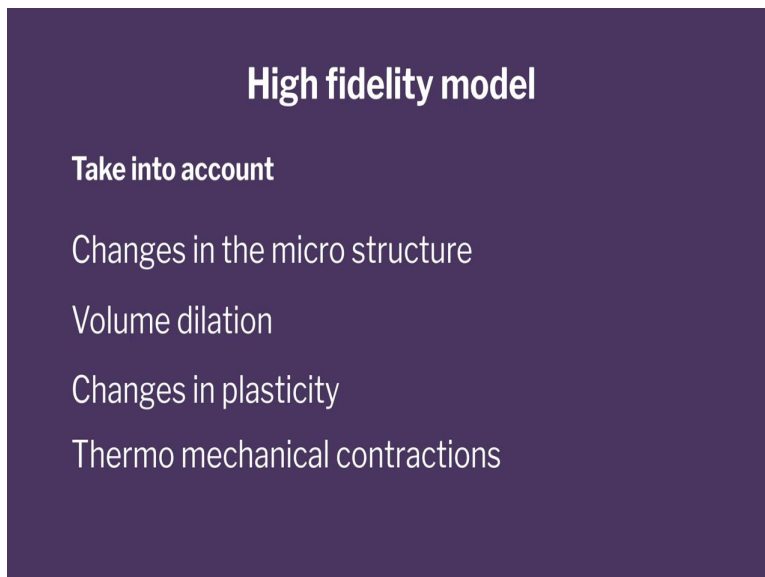 High fidelity model
Take into account
Changes in the micro structure
Volume dilation
Changes in plasticity
Thermo mechanical contractions